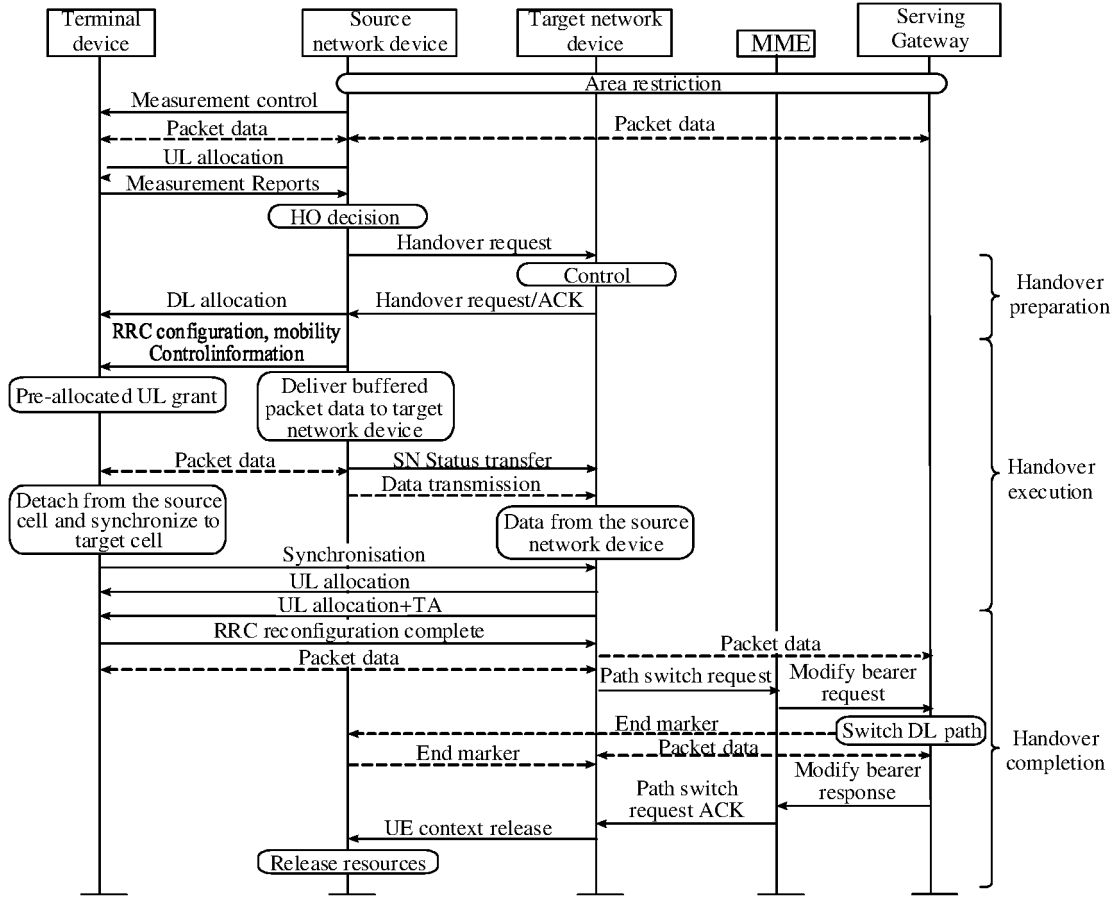 Terminal
device
Source
network device
Target network
device
MME
Serving
Gateway
Area restriction
Measurement control
Packet data
Packet data
UL allocation
Measurement Reports
HO decision
Handover request
Control
DL allocation
Handover request/ACK
Handover
preparation
RRC configuration, mobility
Controlinformation
Pre-allocated UL grant
Deliver buffered
packet data to target
network device
Packet data
SN Status transfer
Data transmission
Handover
execution
Detach from the source
cell and synchronize to
target cell
Data from the source
network device
Synchronisation
UL allocation
UL allocation+TA
RRC reconfiguration complete
Packet data
Packet data
Path switch request
Modify bearer
request
End marker
Switch DL path
End marker
Packet data
Handover
completion
Modify bearer
response
Path switch
request ACK
UE context release
Release resources